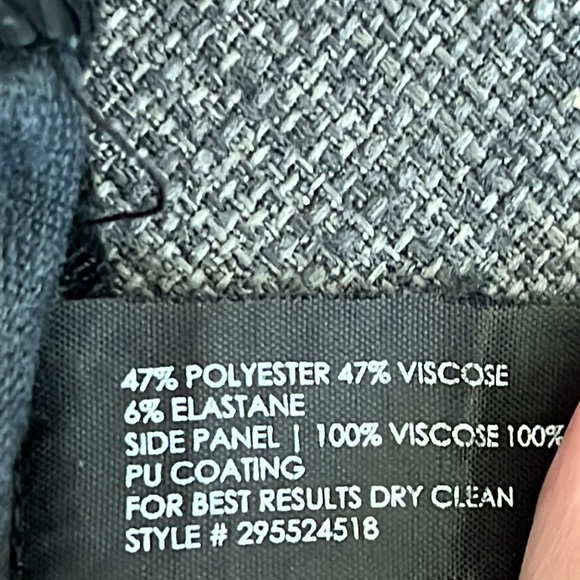 47% POLYESTER 47% VISCOSE
6% ELASTANE
SIDE PANEL | 100% VISCOSE 100%
PU COATING
FOR BEST RESULTS DRY CLEAN
STYLE # 295524518